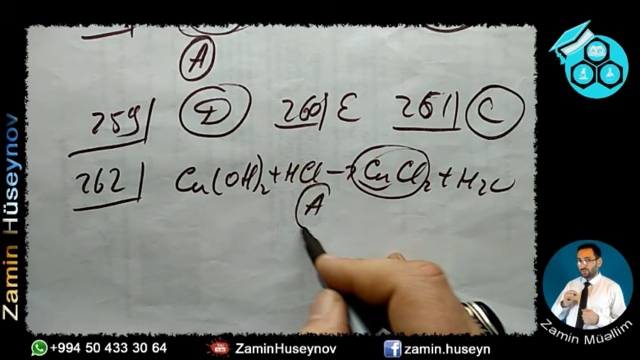 A
259| D 260| E 261| C
262| Cu(OH)₂+HCl→CuCl₂+H₂O
A
Zamin Hüseynov
Zamin Müəllim
+994 50 433 30 64 ZaminHuseynov zamin.huseyn